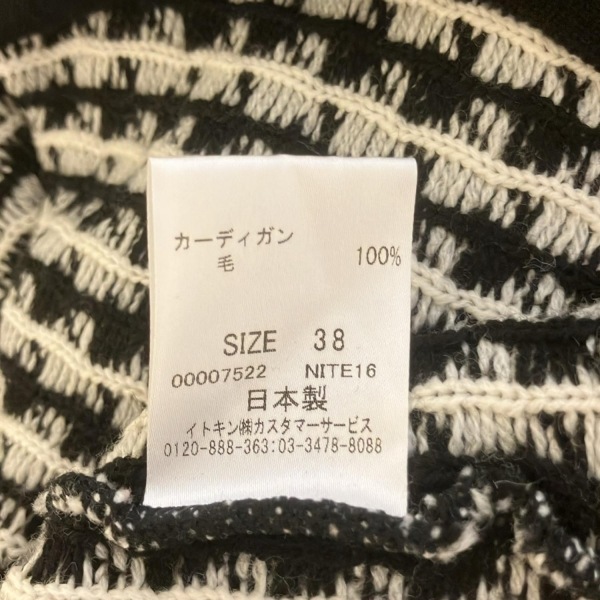 カーディガン
毛 100%
SIZE 38
00007522 NITE16
日本製
イトキン㈱カスタマーサービス
0120-888-363:03-3478-8088